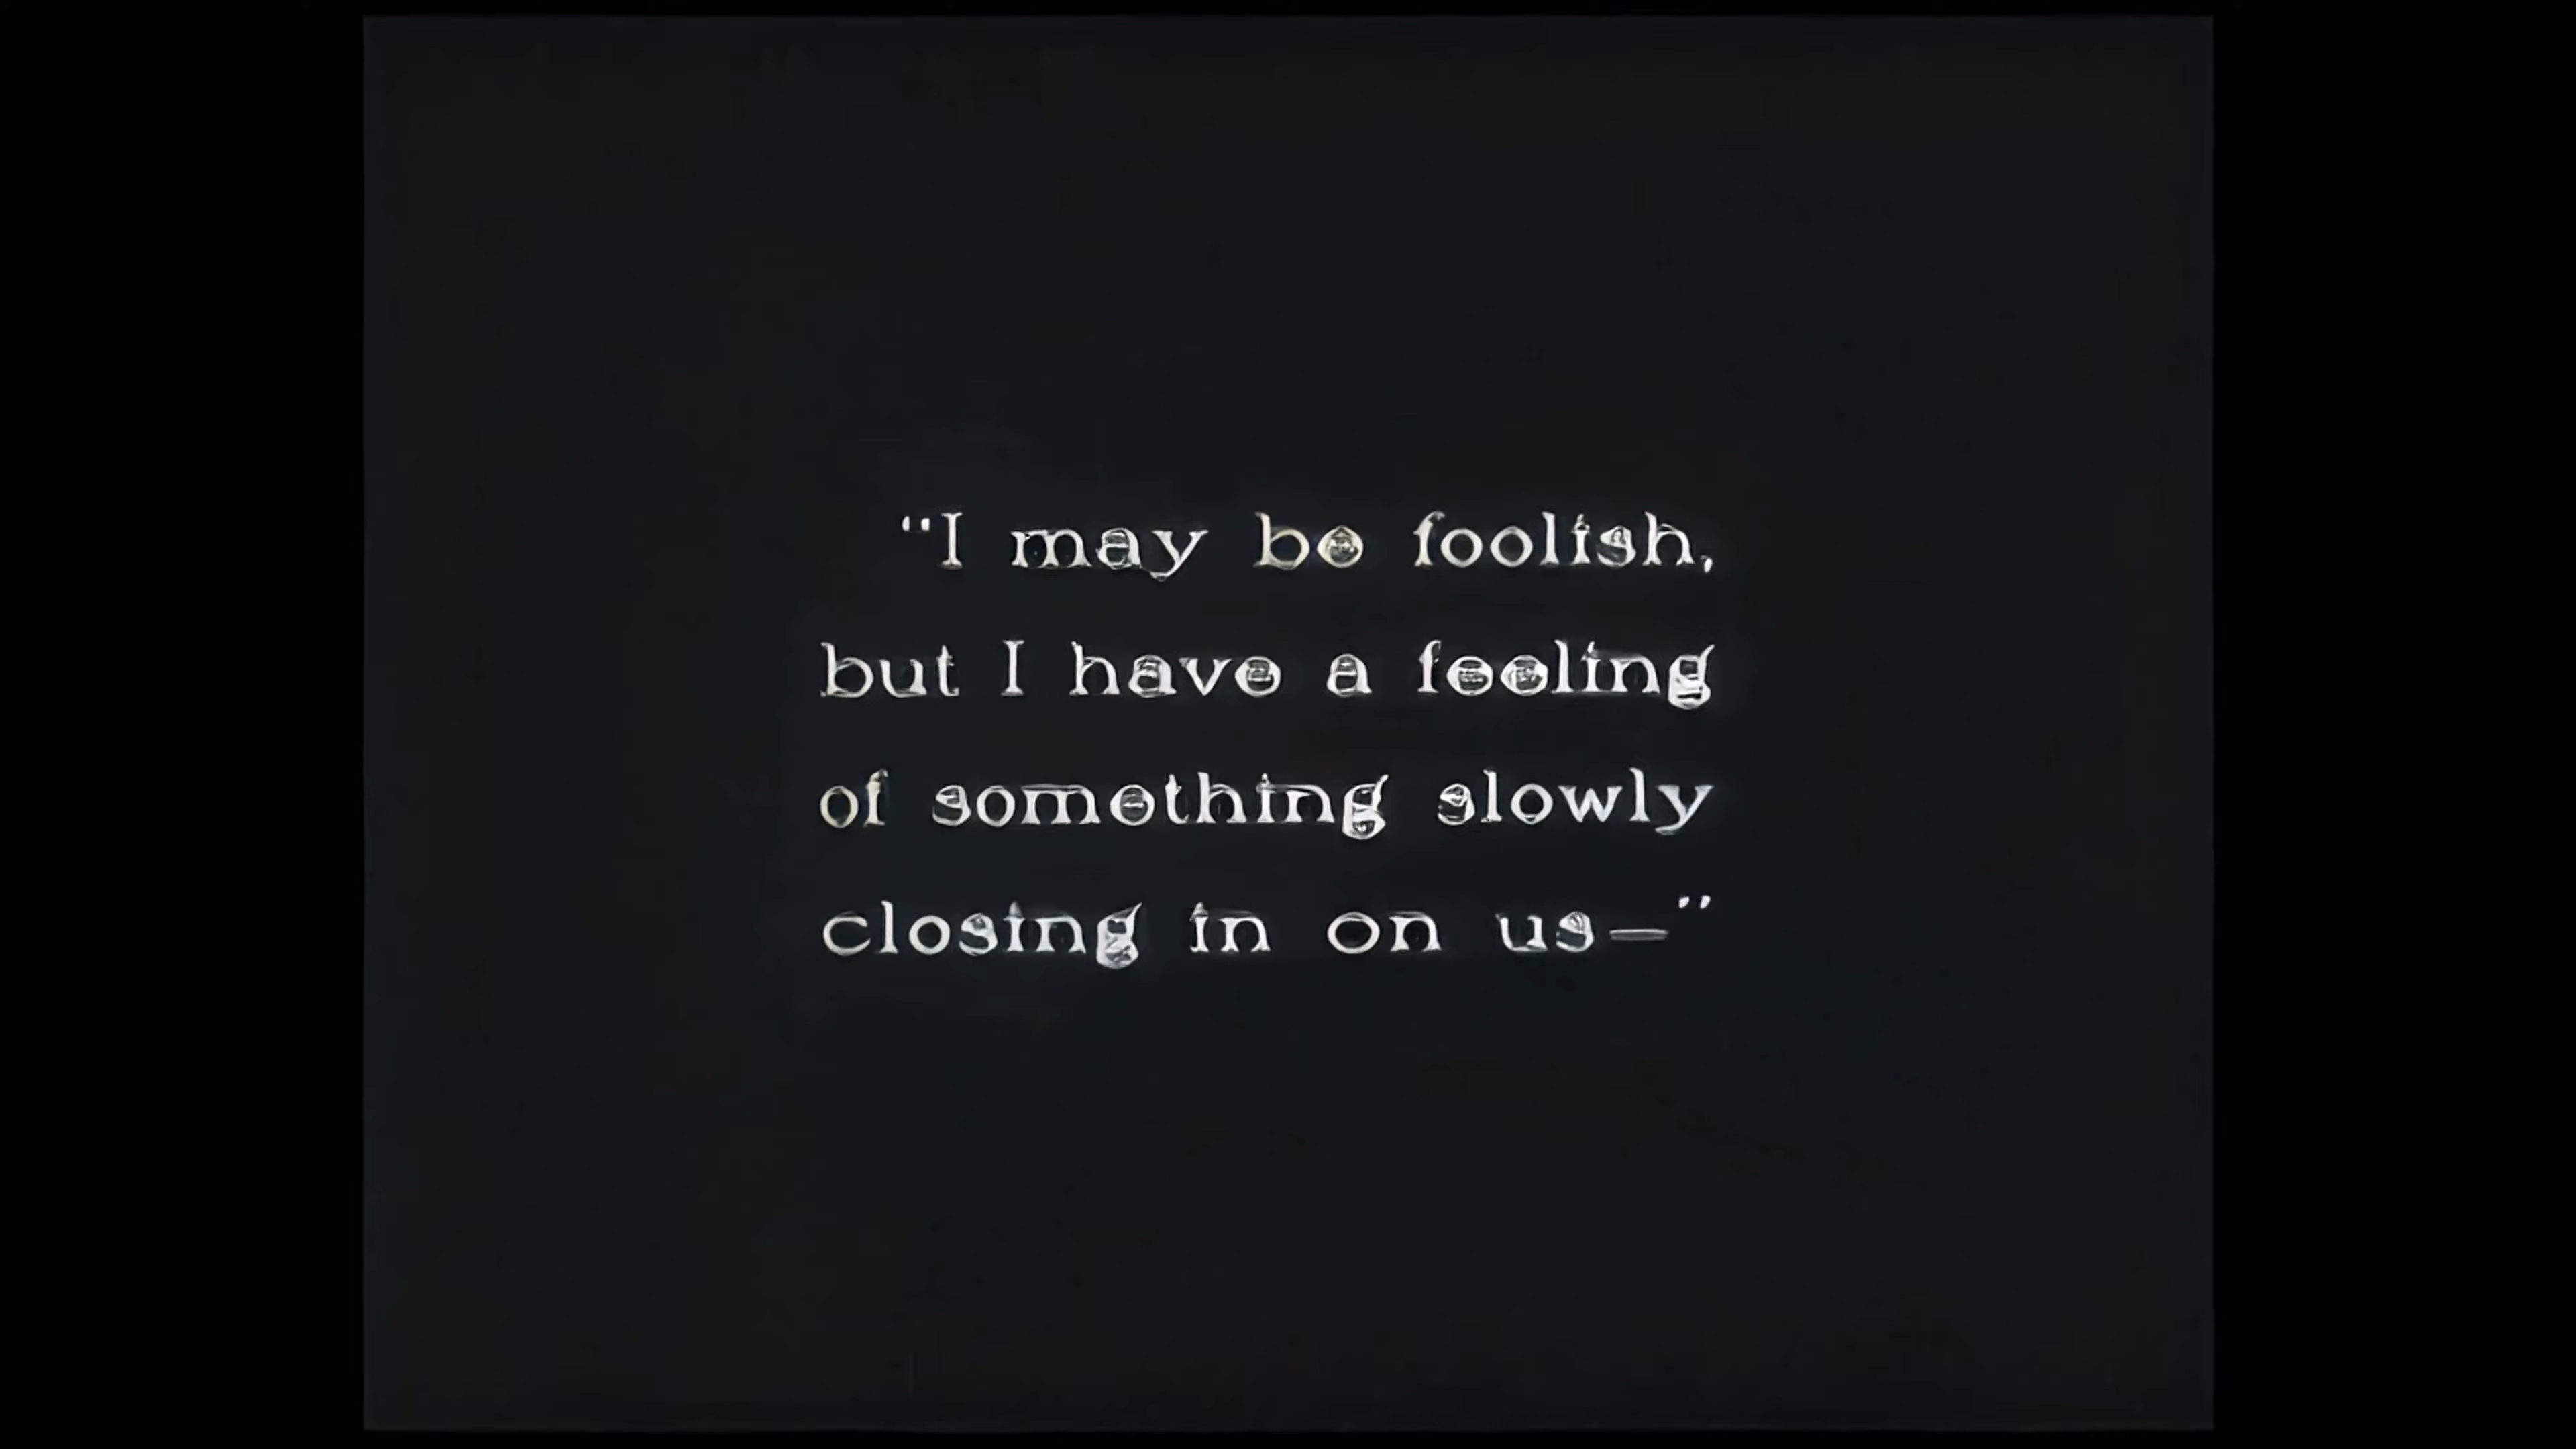 “I may be foolish,
but I have a feeling
of something slowly
closing in on us—”